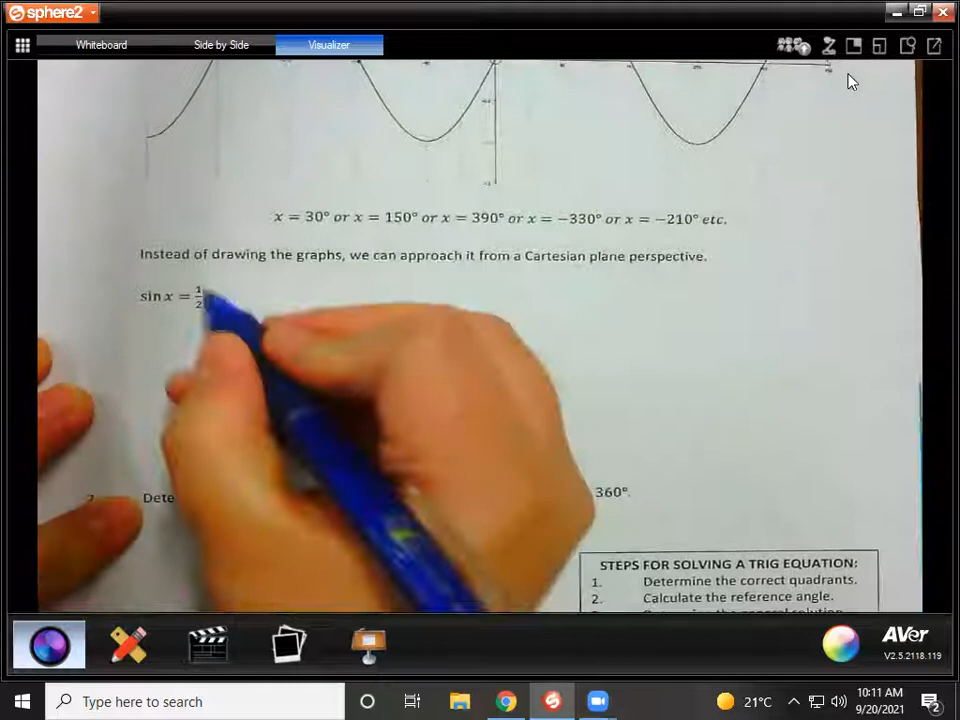 sphere2
Whiteboard Side by Side Visualizer
x = 30° or x = 150° or x = 390° or x = −330° or x = −210° etc.
Instead of drawing the graphs, we can approach it from a Cartesian plane perspective.
sin x = 1/2
Dete
360°.
STEPS FOR SOLVING A TRIG EQUATION:
1. Determine the correct quadrants.
2. Calculate the reference angle.
AVer
V2.5.2118.119
Type here to search
21°C
10:11 AM
9/20/2021
2